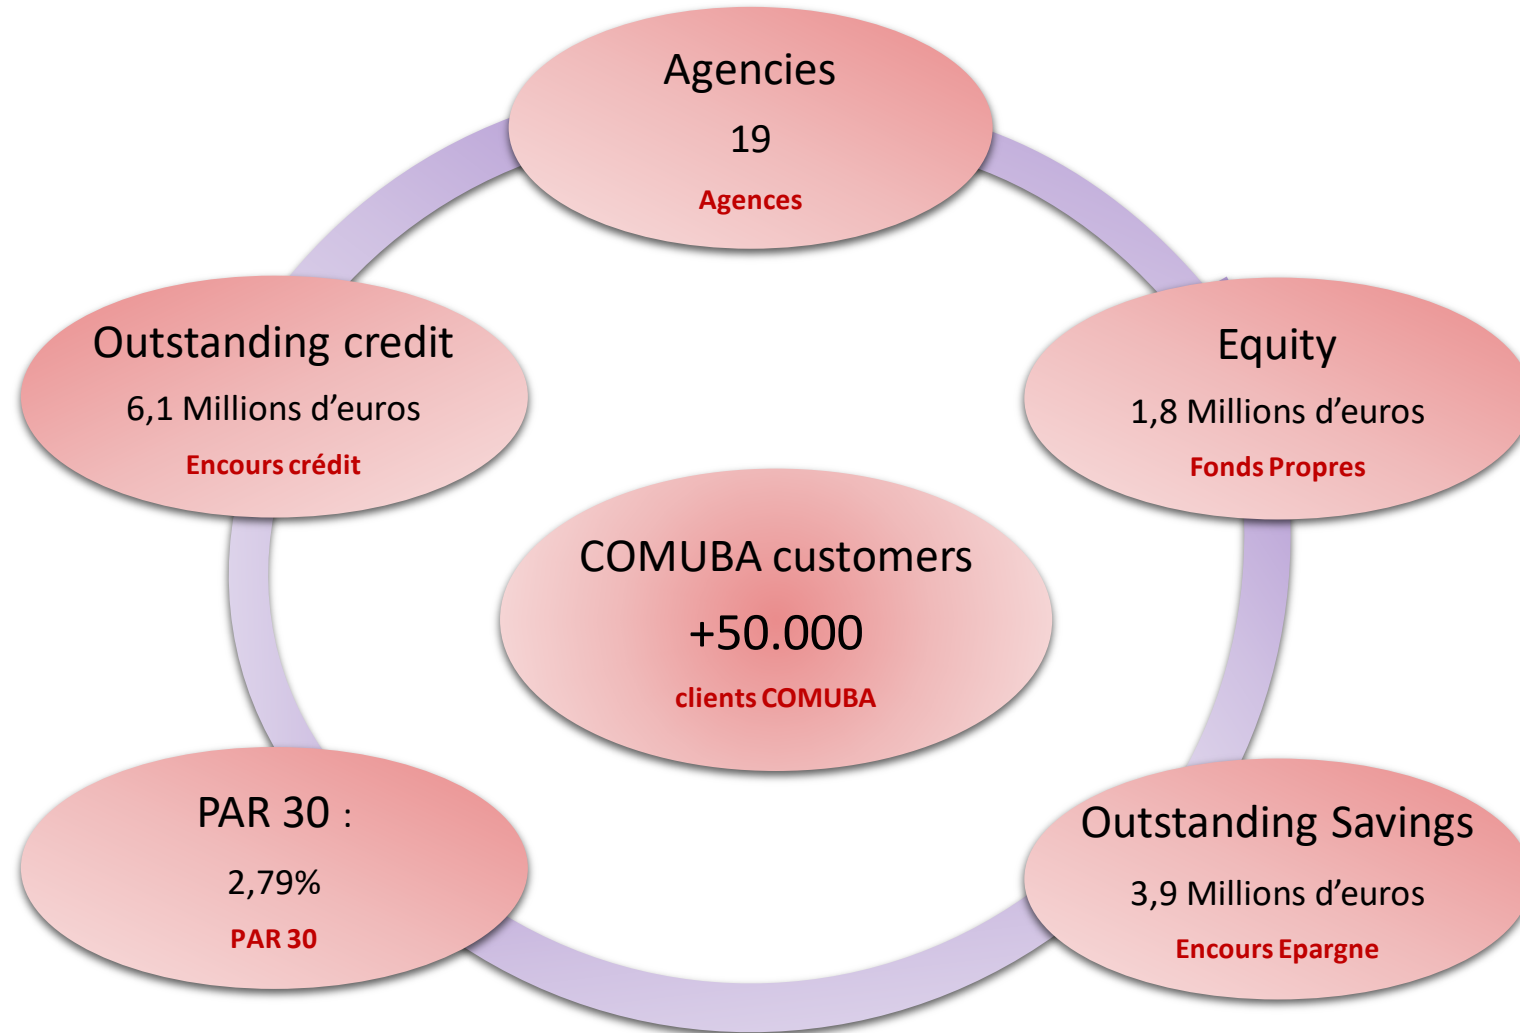 Agencies
19
Agences
Outstanding credit
6,1 Millions d’euros
Encours crédit
Equity
1,8 Millions d’euros
Fonds Propres
COMUBA customers
+50.000
clients COMUBA
PAR 30 :
2,79%
PAR 30
Outstanding Savings
3,9 Millions d’euros
Encours Epargne